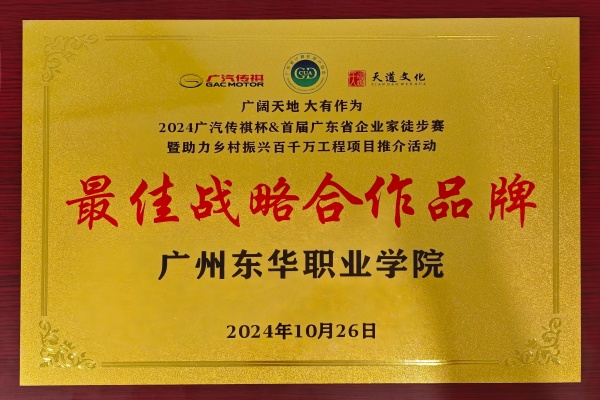 广汽传祺
GAC MOTOR
天道文化
广阔天地 大有作为
2024广汽传祺杯&首届广东省企业家徒步赛
暨助力乡村振兴百千万工程项目推介活动
最佳战略合作品牌
广州东华职业学院
2024年10月26日